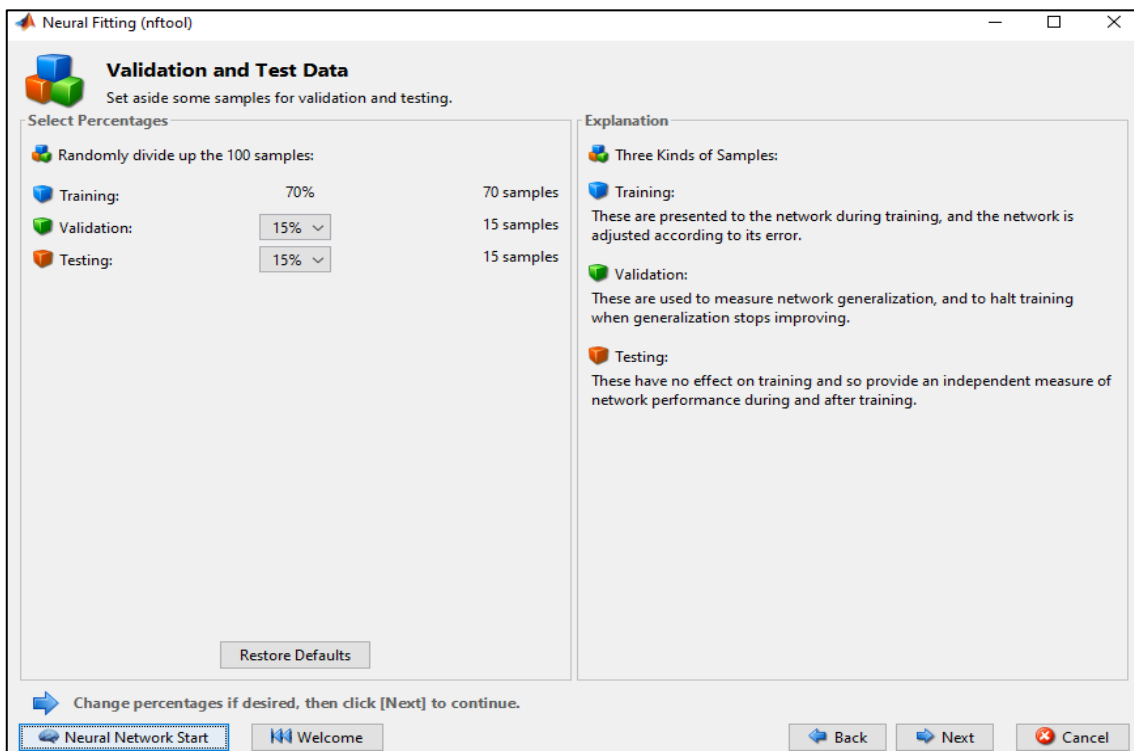 Neural Fitting (nftool)
Validation and Test Data
Set aside some samples for validation and testing.
Select Percentages
Randomly divide up the 100 samples:
Training: 70% 70 samples
Validation: 15% 15 samples
Testing: 15% 15 samples
Restore Defaults
Explanation
Three Kinds of Samples:
Training:
These are presented to the network during training, and the network is
adjusted according to its error.
Validation:
These are used to measure network generalization, and to halt training
when generalization stops improving.
Testing:
These have no effect on training and so provide an independent measure of
network performance during and after training.
Change percentages if desired, then click [Next] to continue.
Neural Network Start Welcome Back Next Cancel